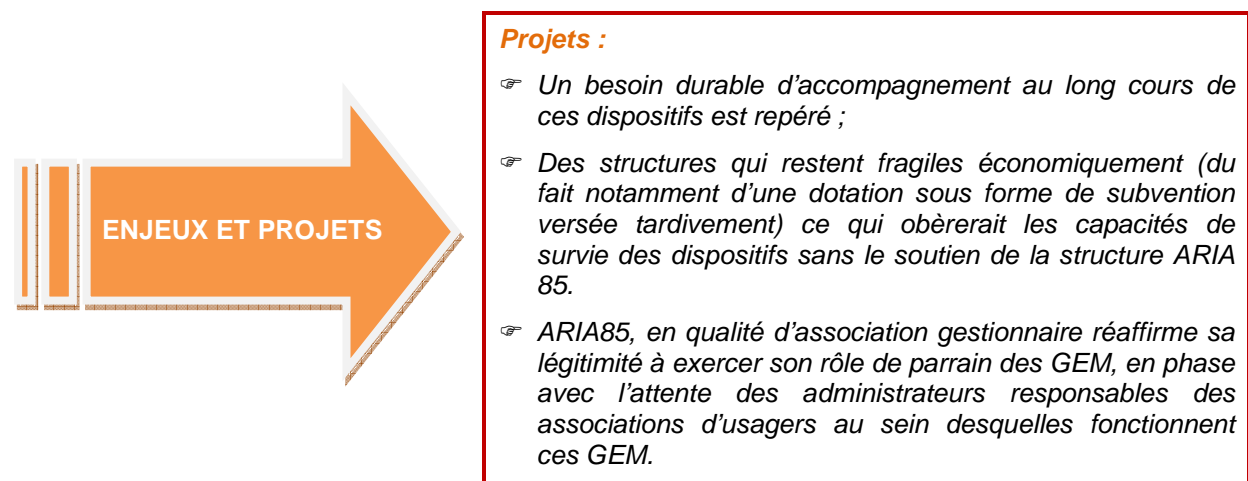 ENJEUX ET PROJETS
Projets :
☞ Un besoin durable d'accompagnement au long cours de
ces dispositifs est repéré ;
☞ Des structures qui restent fragiles économiquement (du
fait notamment d'une dotation sous forme de subvention
versée tardivement) ce qui obèrerait les capacités de
survie des dispositifs sans le soutien de la structure ARIA
85.
☞ ARIA85, en qualité d'association gestionnaire réaffirme sa
légitimité à exercer son rôle de parrain des GEM, en phase
avec l'attente des administrateurs responsables des
associations d'usagers au sein desquelles fonctionnent
ces GEM.